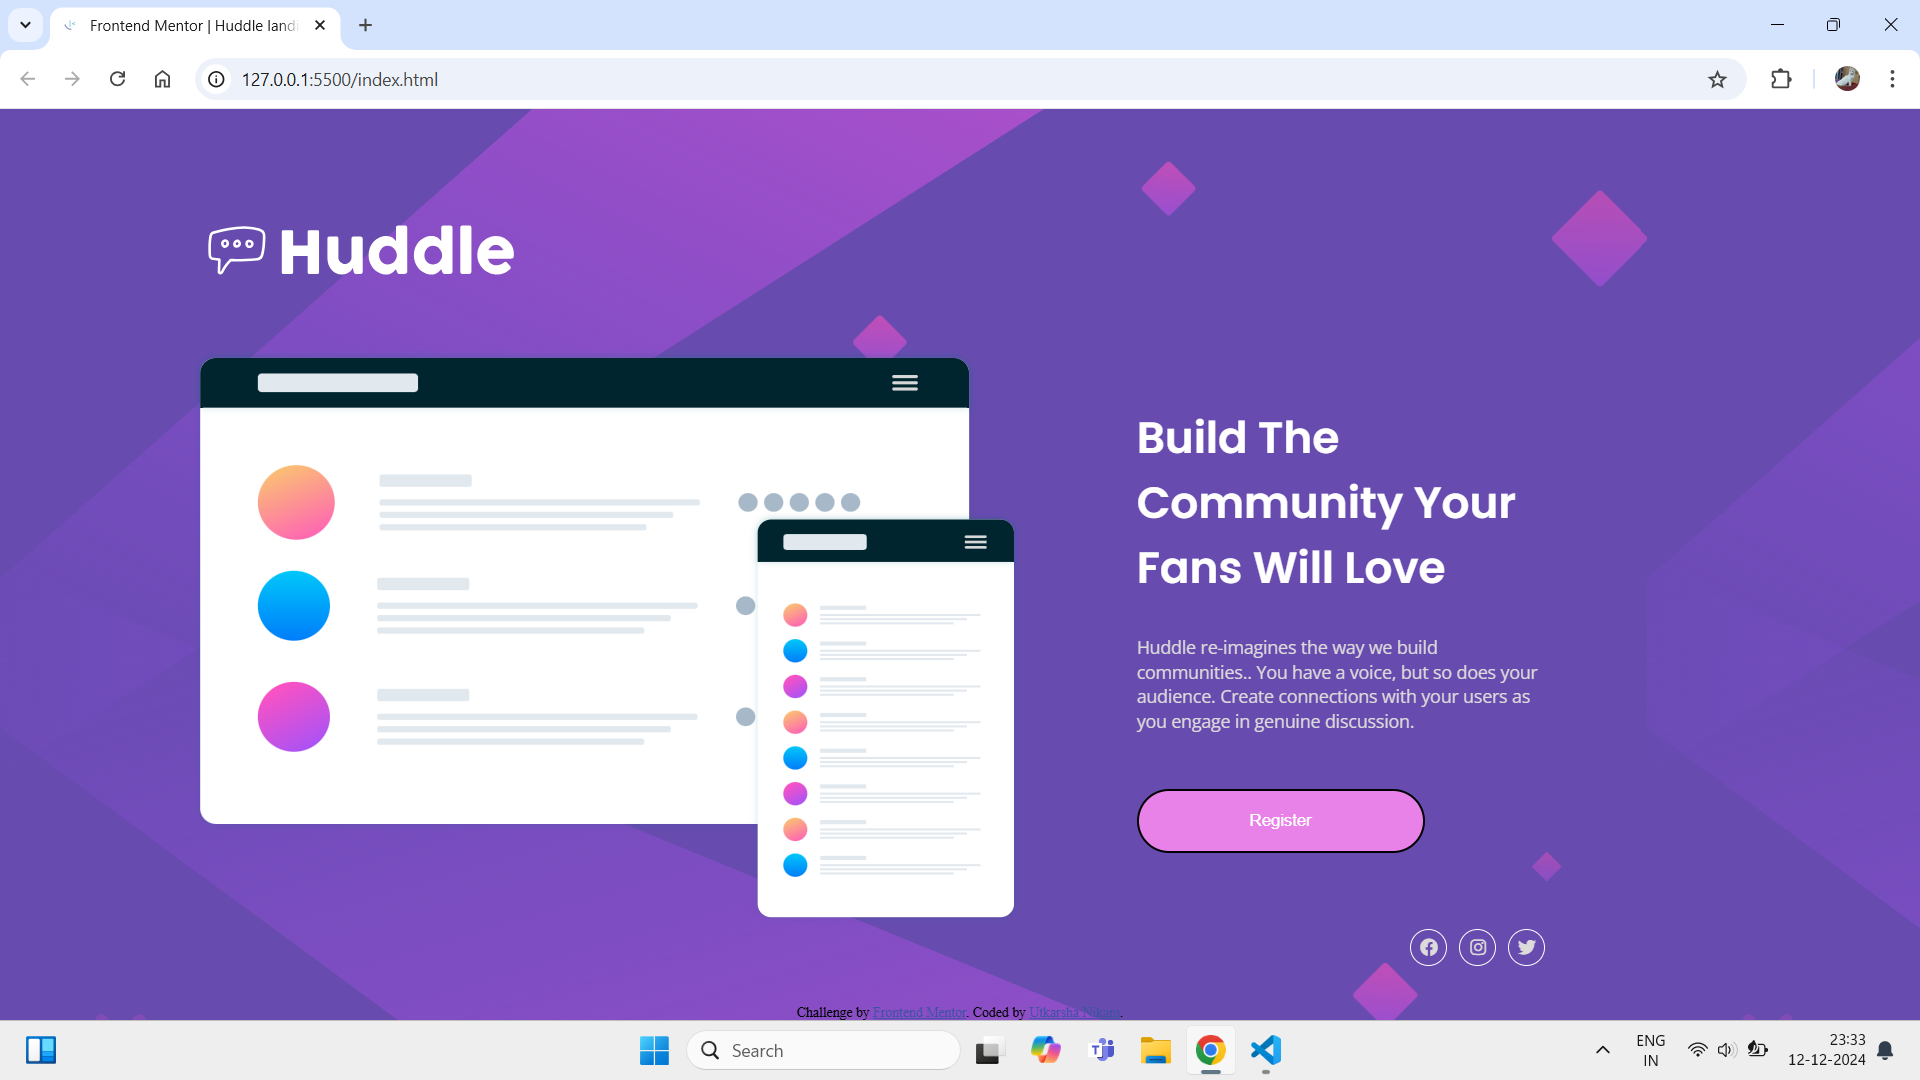 Frontend Mentor | Huddle landi
127.0.0.1:5500/index.html
Huddle
Build The
Community Your
Fans Will Love
Huddle re-imagines the way we build
communities.. You have a voice, but so does your
audience. Create connections with your users as
you engage in genuine discussion.
Register
Challenge by Frontend Mentor. Coded by Utkarsha Nikam.
Search
ENG
IN
23:33
12-12-2024